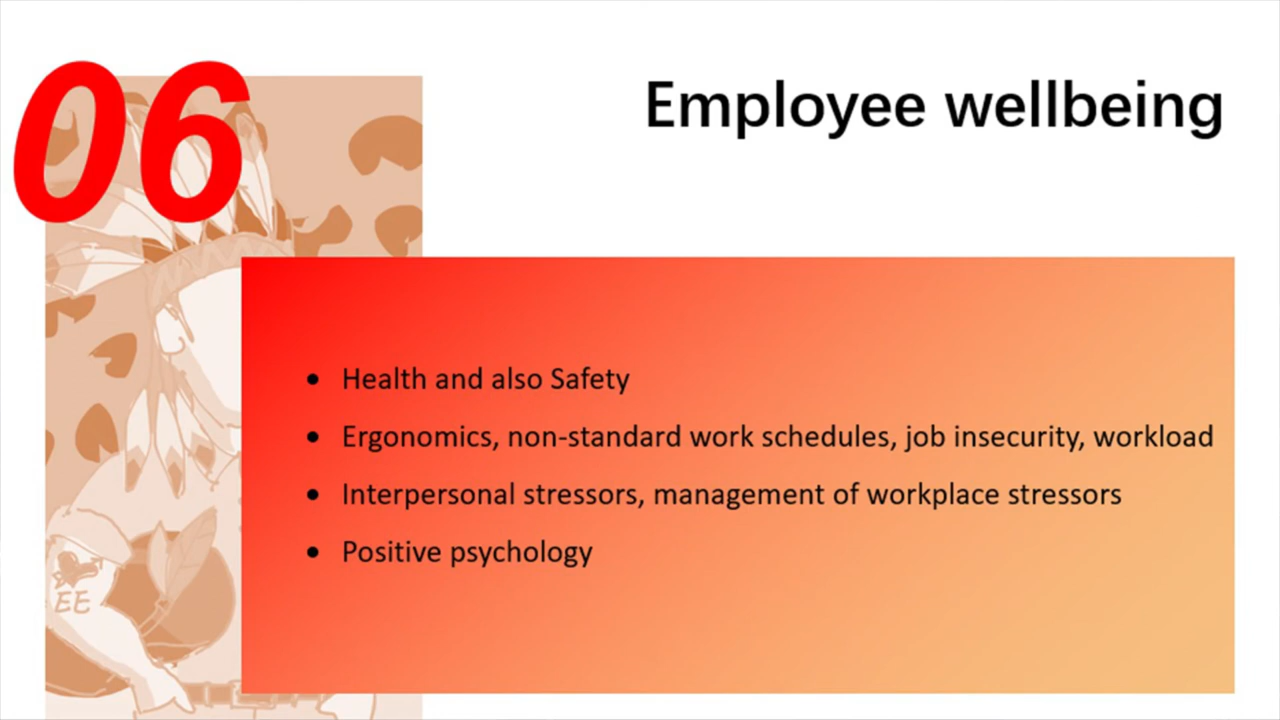 06
Employee wellbeing
• Health and also Safety
• Ergonomics, non-standard work schedules, job insecurity, workload
• Interpersonal stressors, management of workplace stressors
• Positive psychology
EE